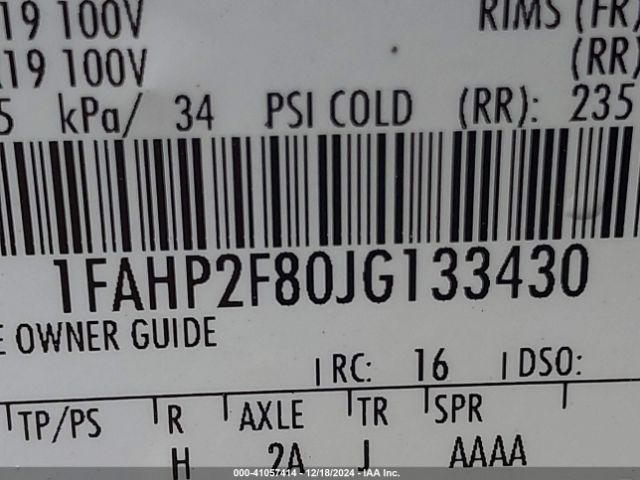 19 100V RIMS (FR)
19 100V (RR)
5 kPa/ 34 PSI COLD (RR): 235
1FAHP2F80JG133430
E OWNER GUIDE
RC: 16 DSO:
TP/PS R AXLE TR SPR
H 2A J AAAA
000-41057414 - 12/18/2024 - IAA Inc.